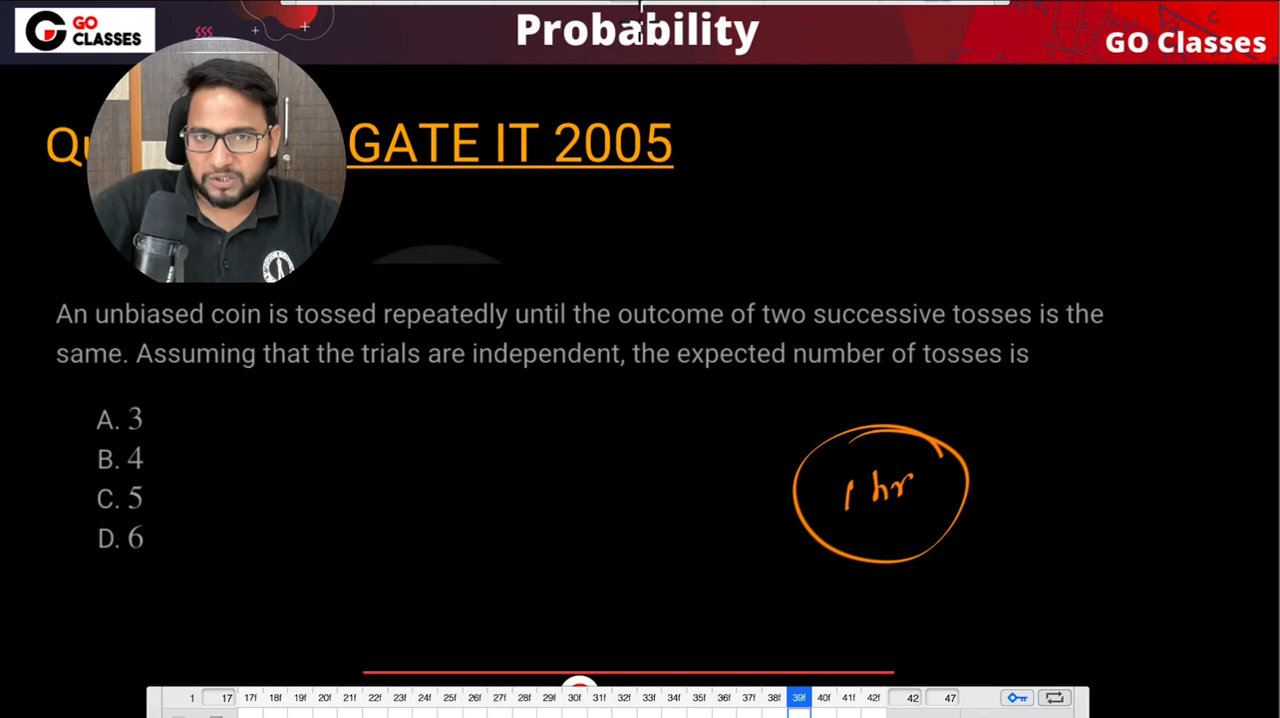 GO
CLASSES
Probability
GO Classes
GATE IT 2005
An unbiased coin is tossed repeatedly until the outcome of two successive tosses is the
same. Assuming that the trials are independent, the expected number of tosses is
A. 3
B. 4
C. 5
D. 6
1 hr
1 17 17f 18f 19f 20f 21f 22f 23f 24f 25f 26f 27f 28f 29f 30f 31f 32f 33f 34f 35f 36f 37f 38f 39f 40f 41f 42f 42 47